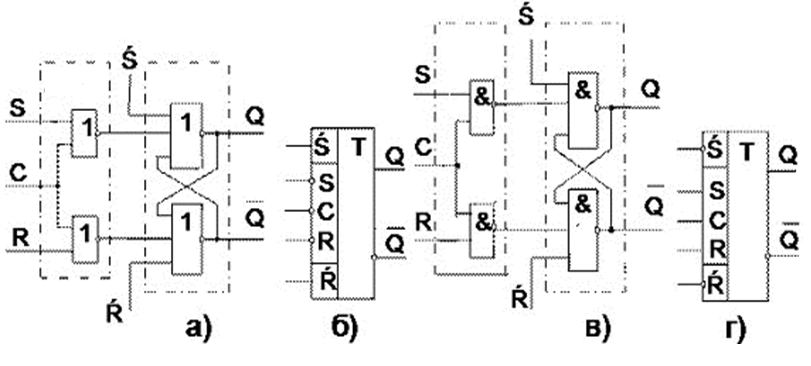 Ś
S
C
R
Ŕ
1
1
1
1
Q
Q̅
а)
Ś
S
C
R
Ŕ
T
Q
Q̅
б)
Ś
S
C
R
Ŕ
&
&
&
&
Q
Q̅
в)
Ś
S
C
R
Ŕ
T
Q
Q̅
г)